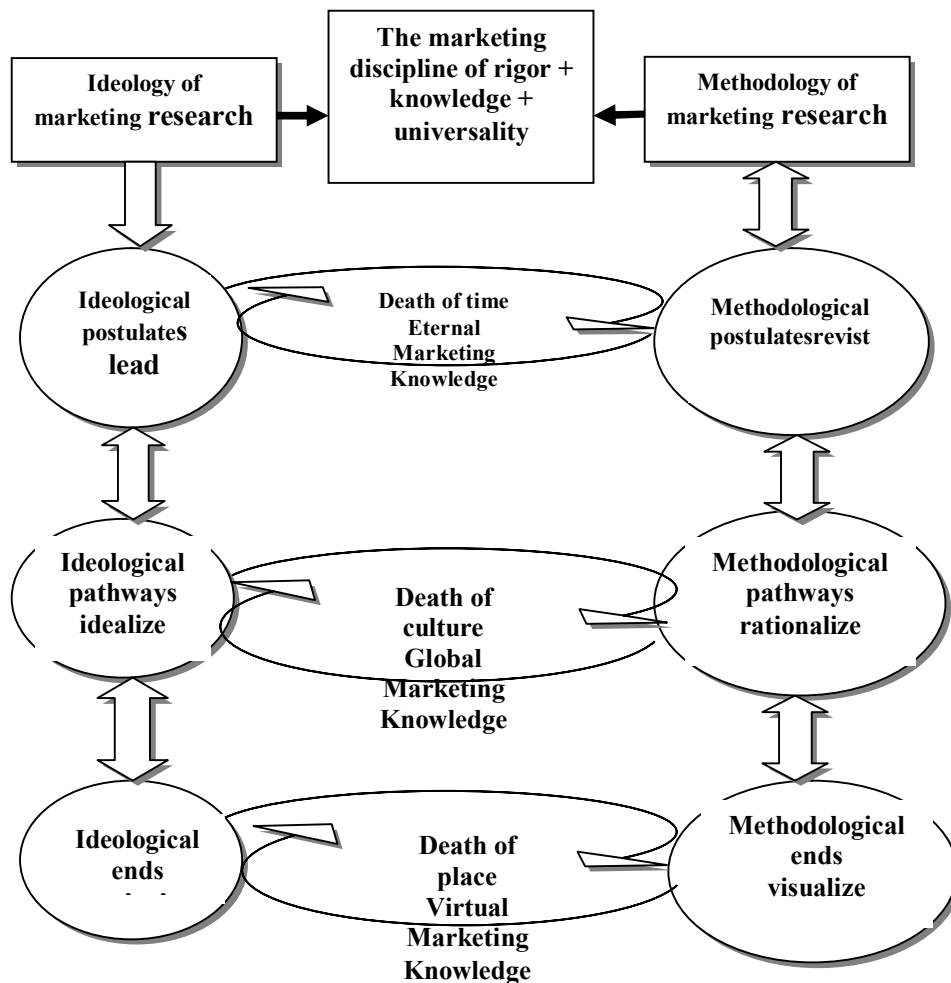 Ideology of
marketing research
The marketing
discipline of rigor +
knowledge +
universality
Methodology of
marketing research
Ideological
postulates
lead
Death of time
Eternal
Marketing
Knowledge
Methodological
postulatesrevist
Ideological
pathways
idealize
Death of
culture
Global
Marketing
Knowledge
Methodological
pathways
rationalize
Ideological
ends
Death of
place
Virtual
Marketing
Knowledge
Methodological
ends
visualize